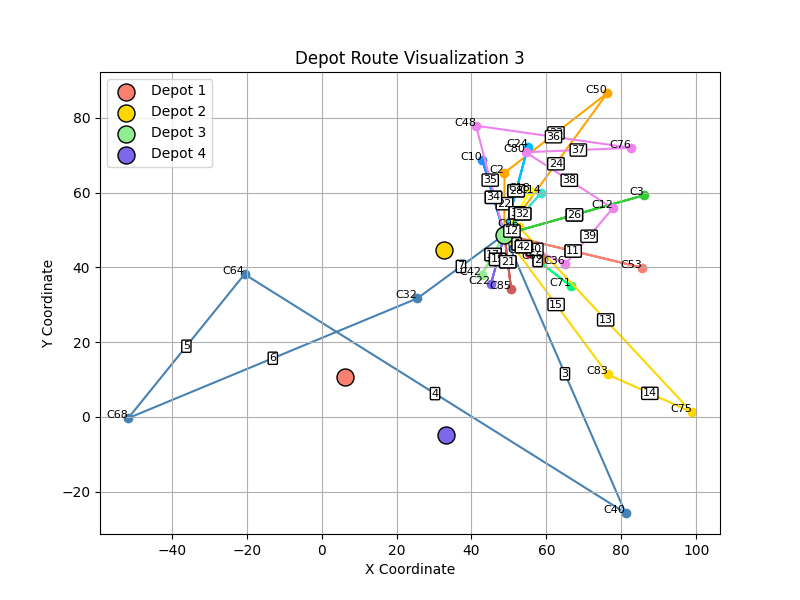 Depot Route Visualization 3
Depot 1
Depot 2
Depot 3
Depot 4
Y Coordinate
80
60
40
20
0
−20
−40
−20
0
20
40
60
80
100
X Coordinate
C50
C48
36
C24
C80
37
C76
C10
24
C2
35
38
34
C3
C12
32
26
12
39
42
11
C53
7
C36
21
C64
C42
C22
C85
C71
C32
15
13
5
6
3
C83
14
4
C68
C75
C40